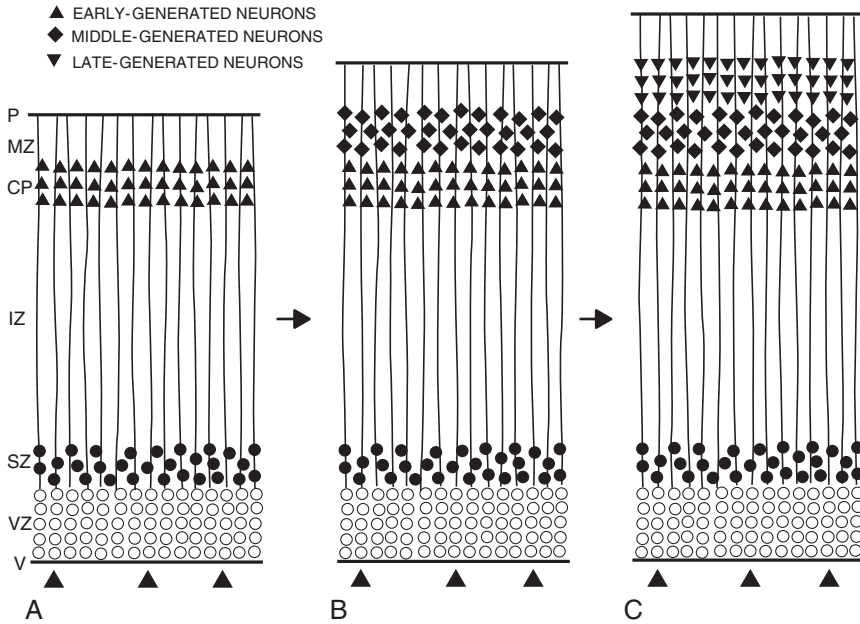 EARLY-GENERATED NEURONS
MIDDLE-GENERATED NEURONS
LATE-GENERATED NEURONS
P
MZ
CP
IZ
SZ
VZ
V
A
B
C